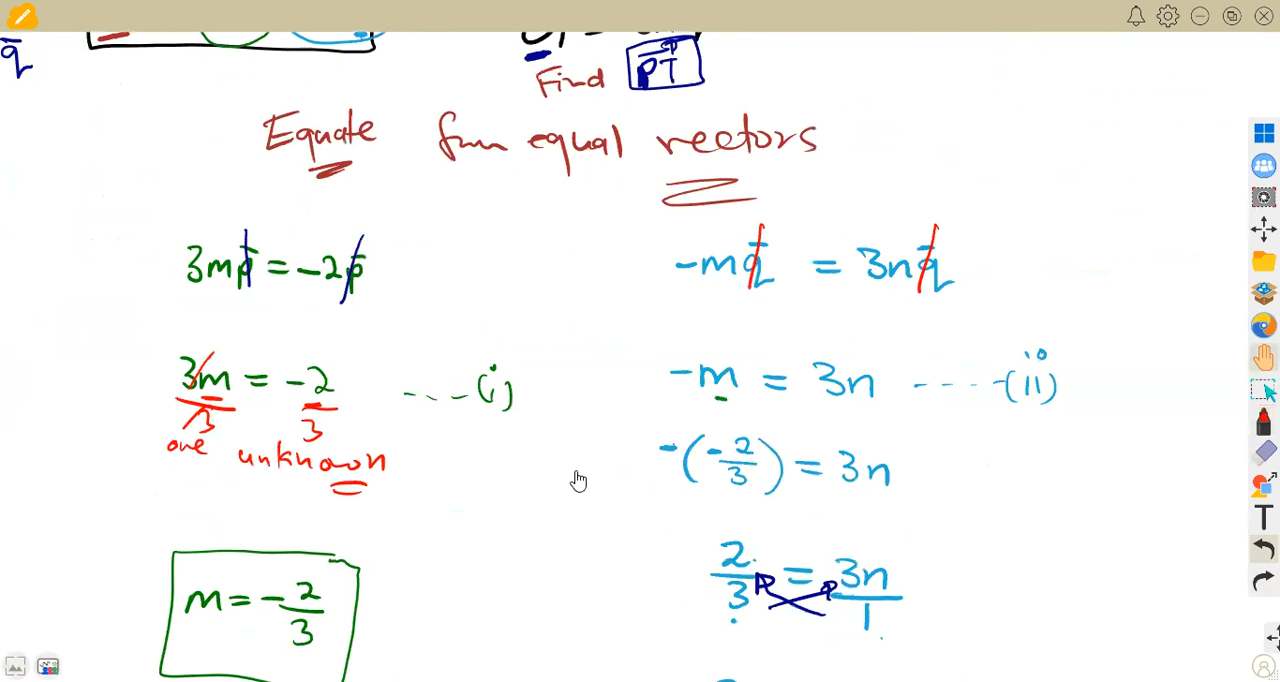 q̄
Find PT
Equate from equal vectors
3mp̄ = -2p̄
-mq̄ = 3nq̄
3m/3 = -2/3 ----(i)
one unknown
-m = 3n ----(ii)
-(-2/3) = 3n
2/3 = 3n/1
m = -2/3
T